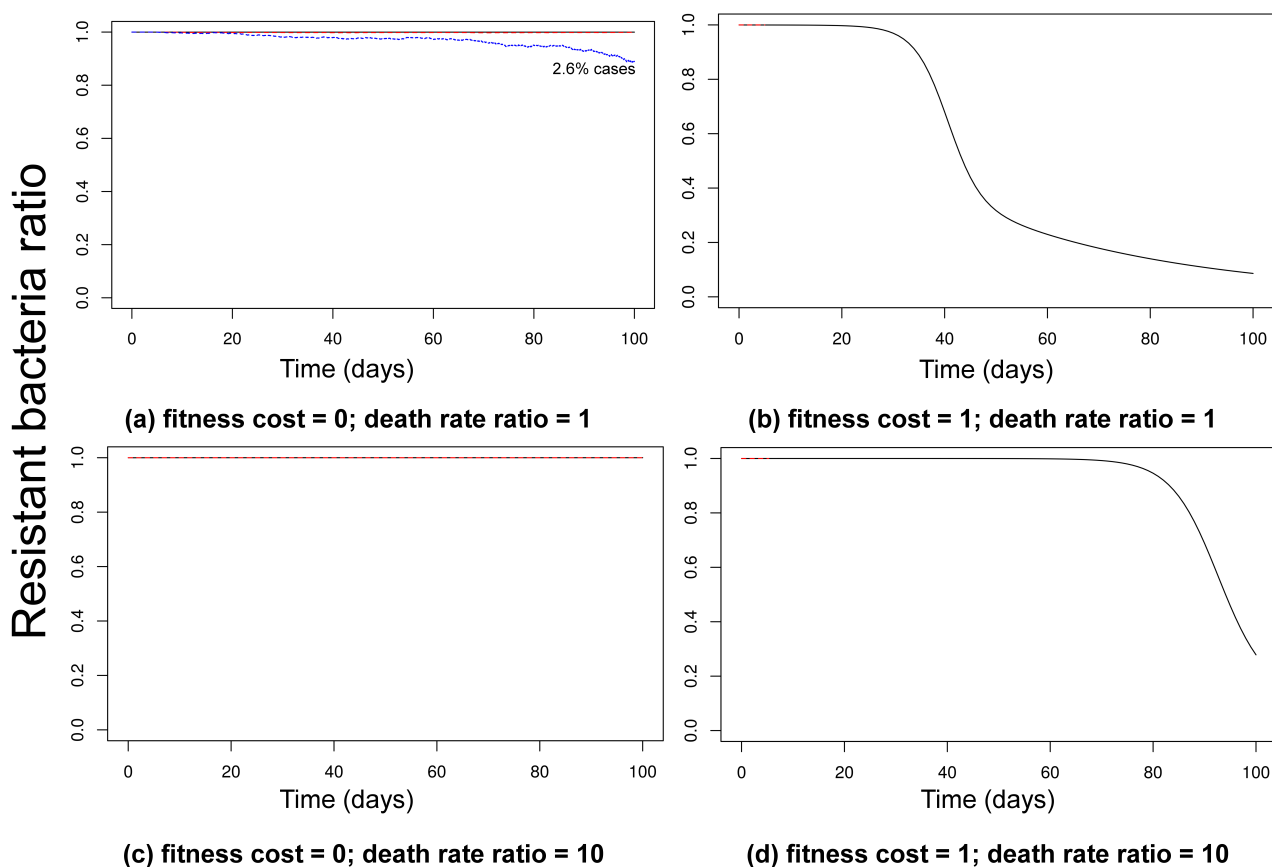 Resistant bacteria ratio
1.0
0.8
0.6
0.4
0.2
0.0
2.6% cases
0 20 40 60 80 100
Time (days)
(a) fitness cost = 0; death rate ratio = 1
1.0
0.8
0.6
0.4
0.2
0.0
0 20 40 60 80 100
Time (days)
(b) fitness cost = 1; death rate ratio = 1
1.0
0.8
0.6
0.4
0.2
0.0
0 20 40 60 80 100
Time (days)
(c) fitness cost = 0; death rate ratio = 10
1.0
0.8
0.6
0.4
0.2
0.0
0 20 40 60 80 100
Time (days)
(d) fitness cost = 1; death rate ratio = 10